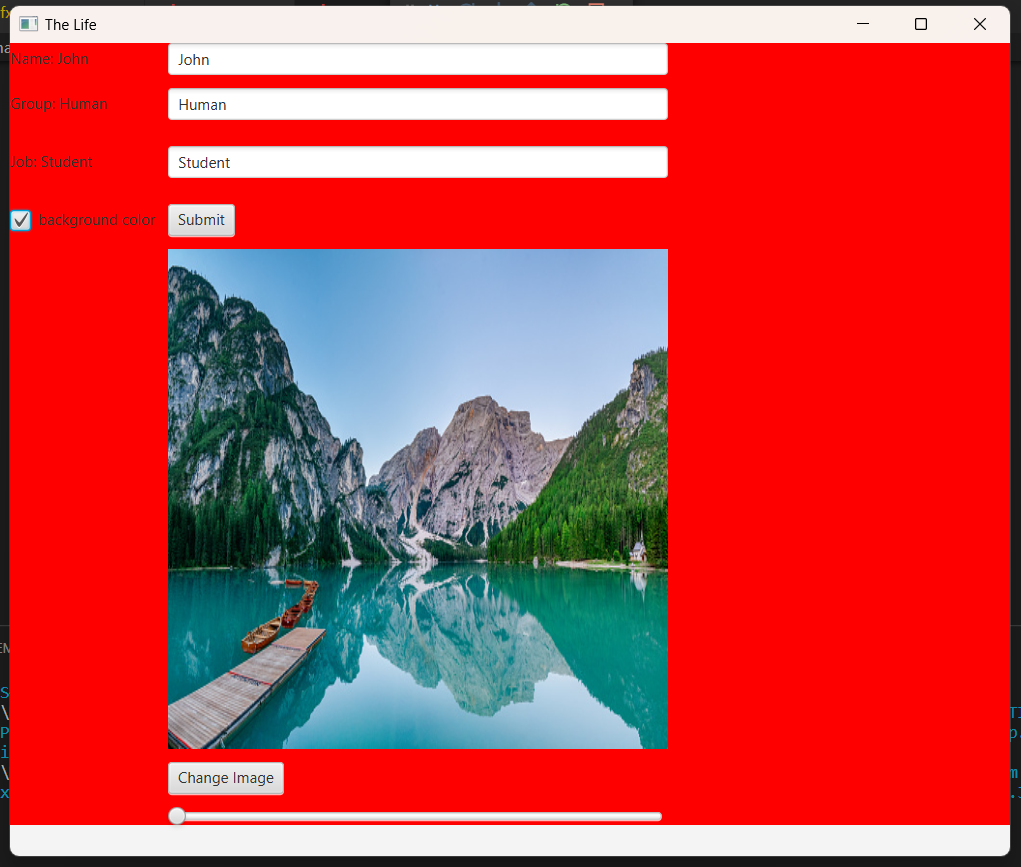 The Life
Name: John
John
Group: Human
Human
Job: Student
Student
background color
Submit
Change Image